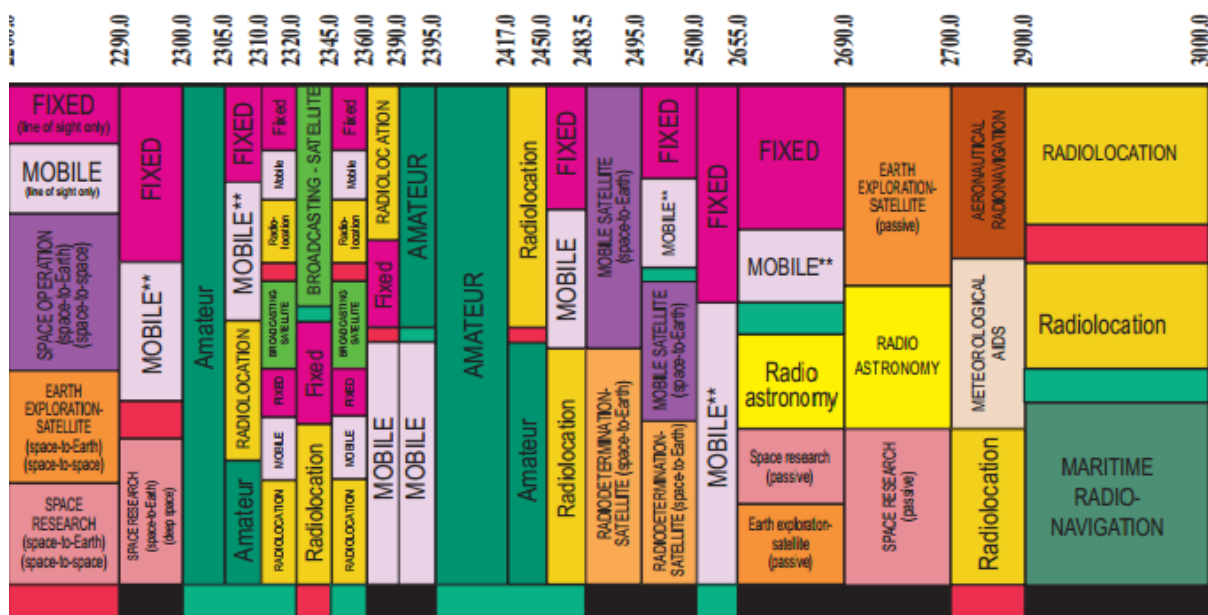 2290.0
2300.0
2305.0
2310.0
2320.0
2345.0
2360.0
2390.0
2395.0
2417.0
2450.0
2483.5
2495.0
2500.0
2655.0
2690.0
2700.0
2900.0
3000.0
FIXED
(line of sight only)
MOBILE
(line of sight only)
SPACE OPERATION
(space-to-Earth)
(space-to-space)
EARTH
EXPLORATION-
SATELLITE
(space-to-Earth)
(space-to-space)
SPACE
RESEARCH
(space-to-Earth)
(space-to-space)
FIXED
MOBILE**
SPACE RESEARCH
(space-to-Earth)
(deep space)
Amateur
FIXED
MOBILE**
RADIOLOCATION
Amateur
Fixed
Mobile
Radio-
location
BROADCASTING
SATELLITE
FIXED
MOBILE
RADIOLOCATION
BROADCASTING - SATELLITE
Fixed
Radiolocation
Fixed
Mobile
Radio-
location
BROADCASTING
SATELLITE
FIXED
MOBILE
RADIOLOCATION
RADIOLOCATION
Fixed
MOBILE
AMATEUR
MOBILE
AMATEUR
Radiolocation
Amateur
FIXED
MOBILE
Radiolocation
MOBILE SATELLITE
(space-to-Earth)
RADIODETERMINATION-
SATELLITE (space-to-Earth)
FIXED
MOBILE**
MOBILE SATELLITE
(space-to-Earth)
RADIODETERMINATION-
SATELLITE (space-to-Earth)
FIXED
MOBILE**
FIXED
MOBILE**
Radio
astronomy
Space research
(passive)
Earth exploration-
satellite
(passive)
EARTH
EXPLORATION-
SATELLITE
(passive)
RADIO
ASTRONOMY
SPACE RESEARCH
(passive)
AERONAUTICAL
RADIONAVIGATION
METEOROLOGICAL
AIDS
Radiolocation
RADIOLOCATION
Radiolocation
MARITIME
RADIO-
NAVIGATION